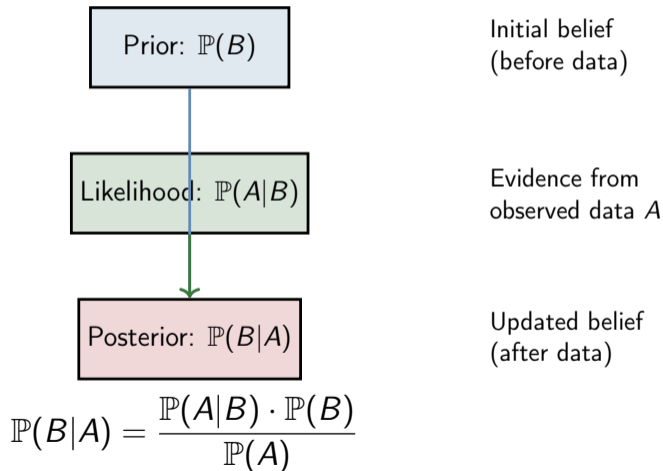 Prior: ℙ(B)
Initial belief
(before data)
Likelihood: ℙ(A|B)
Evidence from
observed data A
Posterior: ℙ(B|A)
Updated belief
(after data)
ℙ(B|A) = ℙ(A|B) · ℙ(B) / ℙ(A)